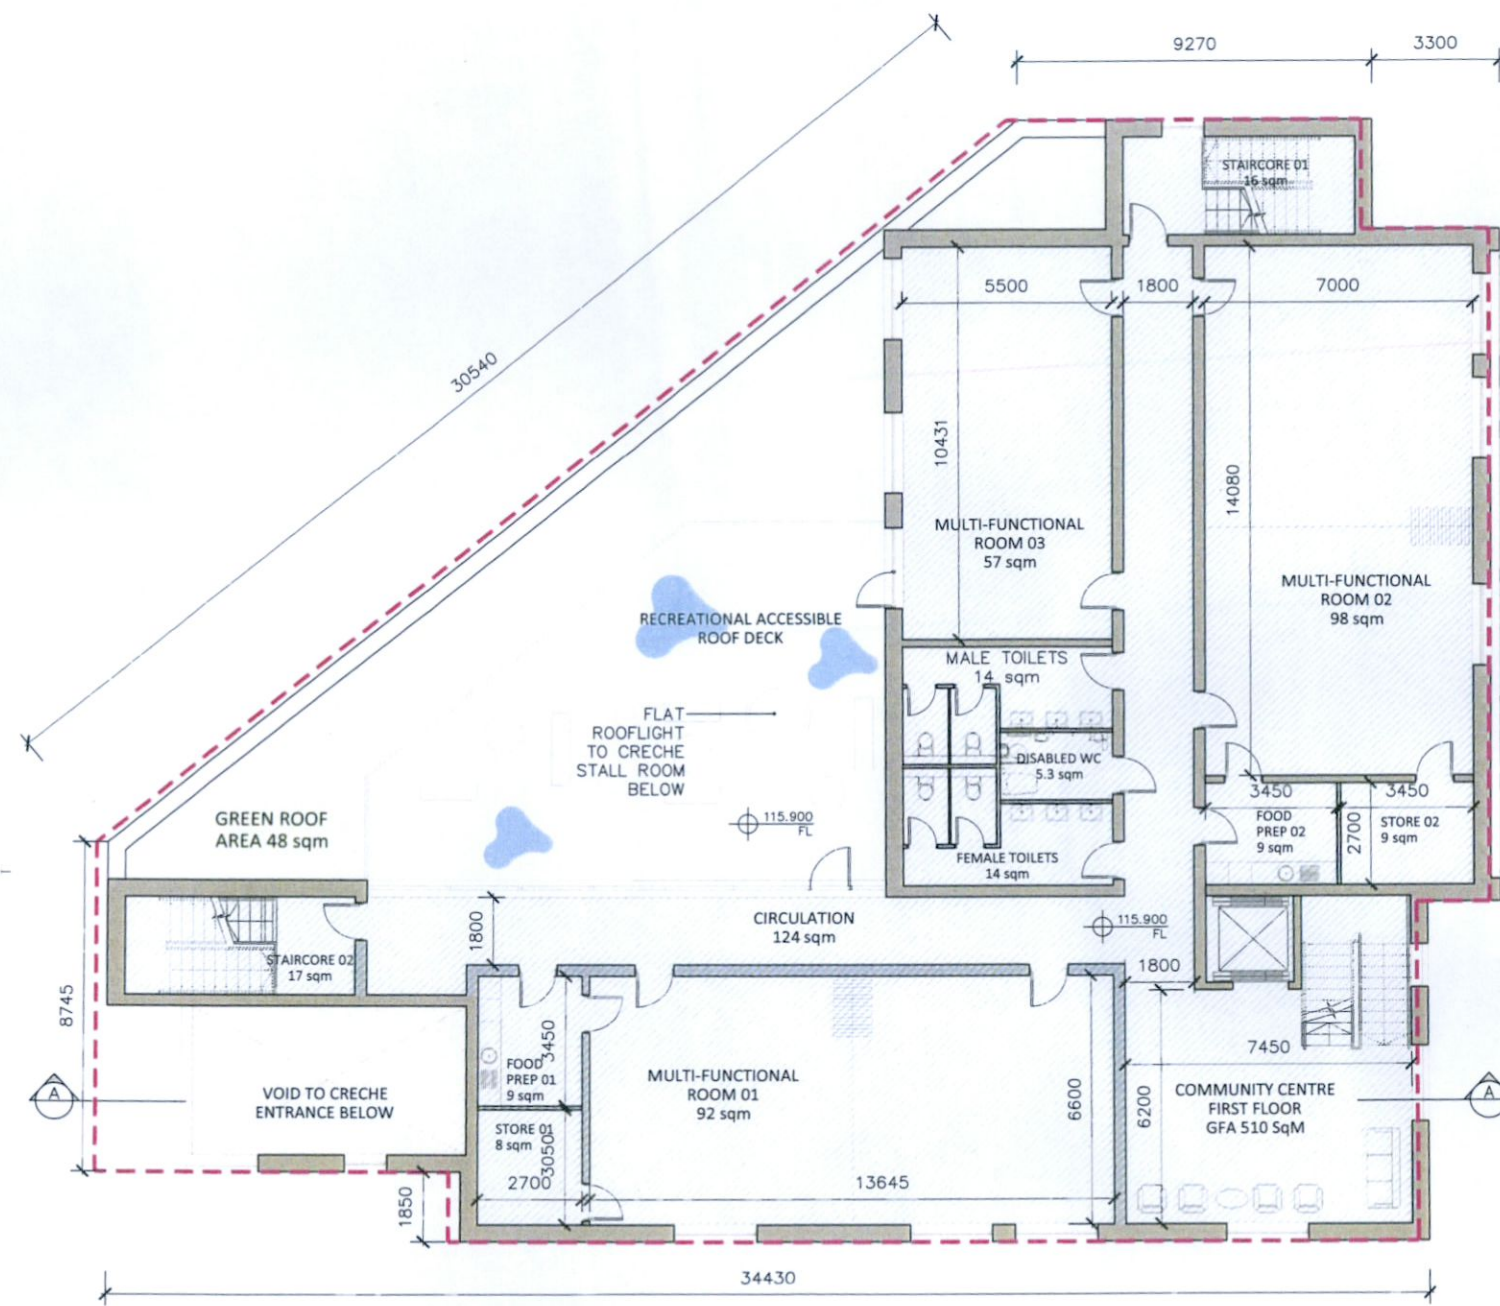 9270
3300
STAIRCORE 01
16 sqm
5500
1800
7000
30540
10431
14080
MULTI-FUNCTIONAL
ROOM 03
57 sqm
MULTI-FUNCTIONAL
ROOM 02
98 sqm
RECREATIONAL ACCESSIBLE
ROOF DECK
MALE TOILETS
14 sqm
FLAT
ROOFLIGHT
TO CRECHE
STALL ROOM
BELOW
DISABLED WC
5.3 sqm
3450
3450
GREEN ROOF
AREA 48 sqm
115.900
FL
FOOD
PREP 02
9 sqm
2700
STORE 02
9 sqm
FEMALE TOILETS
14 sqm
1800
CIRCULATION
124 sqm
115.900
FL
STAIRCORE 02
17 sqm
1800
8745
3450
7450
FOOD
PREP 01
9 sqm
MULTI-FUNCTIONAL
ROOM 01
92 sqm
6600
6200
COMMUNITY CENTRE
FIRST FLOOR
GFA 510 SqM
A
A
VOID TO CRECHE
ENTRANCE BELOW
STORE 01
8 sqm
3050
2700
13645
1850
34430